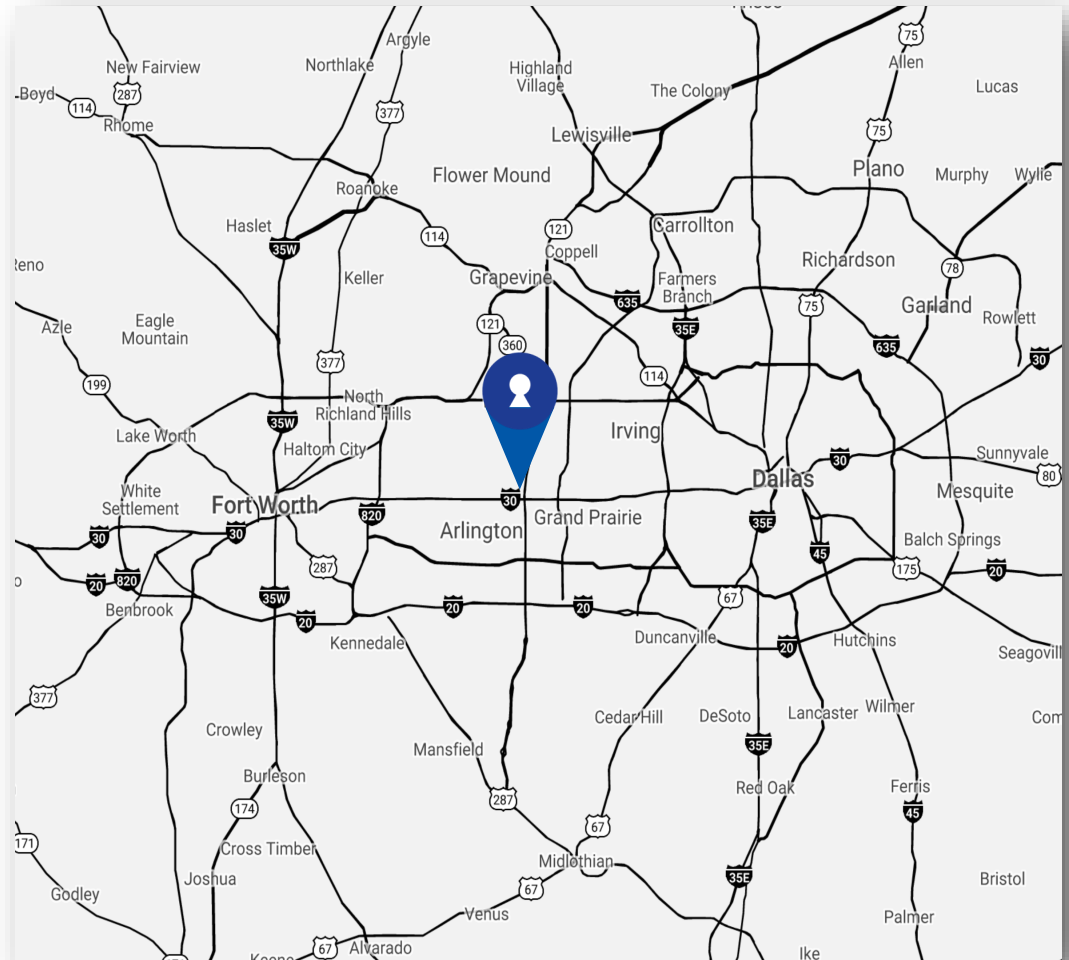 Argyle
75
New Fairview
Northlake
Highland
Village
Allen
Boyd
287
The Colony
Lucas
114
377
Rhome
Lewisville
75
Roanoke
Flower Mound
Plano
Murphy
Wylie
Haslet
35W
114
121
Carrollton
Coppell
Richardson
78
Keller
Grapevine
Farmers
Branch
635
75
Garland
Rowlett
Azle
Eagle
Mountain
121
35E
360
635
30
377
199
114
North
Richland Hills
35W
Lake Worth
Haltom City
Irving
30
Sunnyvale
80
White
Settlement
Fort Worth
30
Dallas
Mesquite
820
Arlington
Grand Prairie
35E
30
30
45
Balch Springs
287
175
20
820
20
35W
67
Benbrook
20
20
20
Kennedale
Duncanville
20
Hutchins
377
Cedar Hill
DeSoto
Lancaster
Wilmer
Crowley
Mansfield
35E
Burleson
287
Red Oak
Ferris
174
45
171
67
Cross Timber
Midlothian
35E
Joshua
67
Bristol
Godley
Venus
Palmer
67
Alvarado
Ike